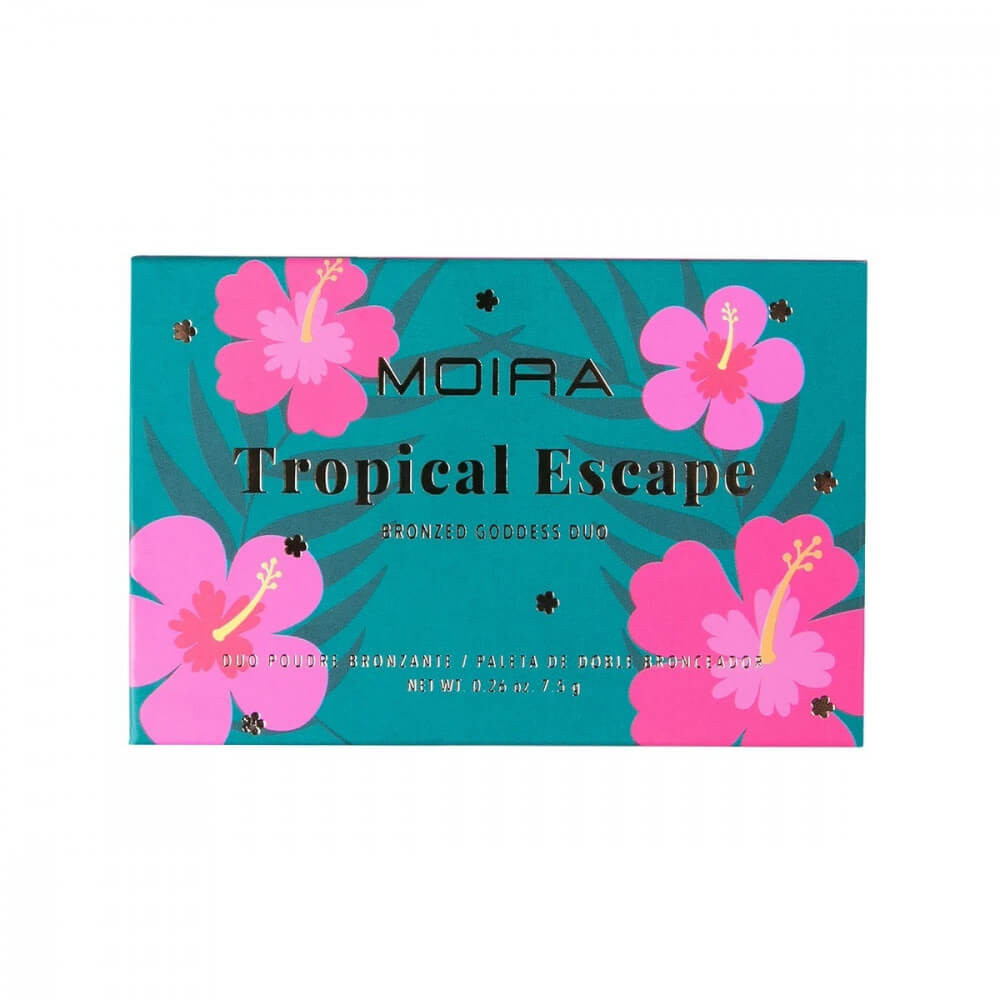 MOIRA
Tropical Escape
BRONZED GODDESS DUO
DUO POUDRE BRONZANTE / PALETA DE DOBLE BRONCEADOR
NET WT. 0.26 oz. 7.5 g